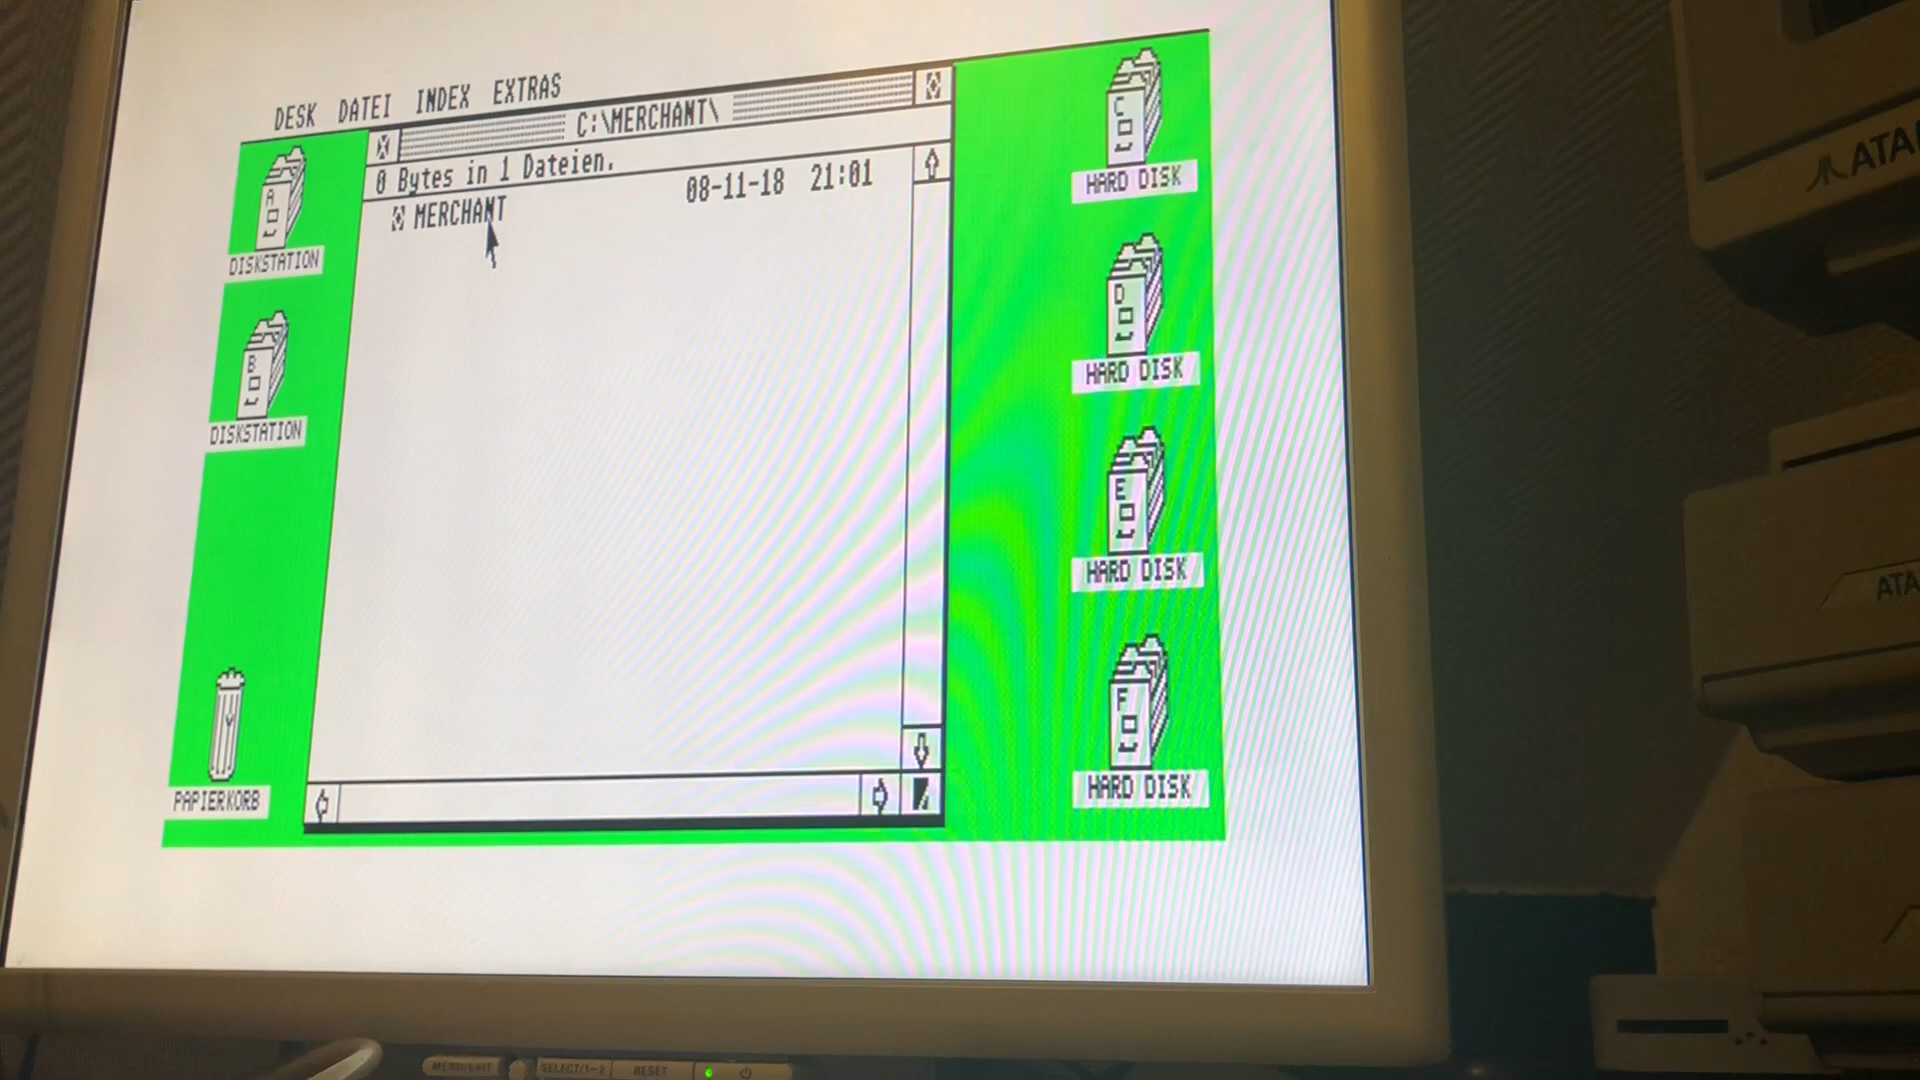 DESK DATEI INDEX EXTRAS
C:\MERCHANT\
0 Bytes in 1 Dateien.
MERCHANT 08-11-18 21:01
A
DISKSTATION
B
DISKSTATION
PAPIERKORB
C
HARD DISK
D
HARD DISK
E
HARD DISK
F
HARD DISK
ATA
ATA
RESET